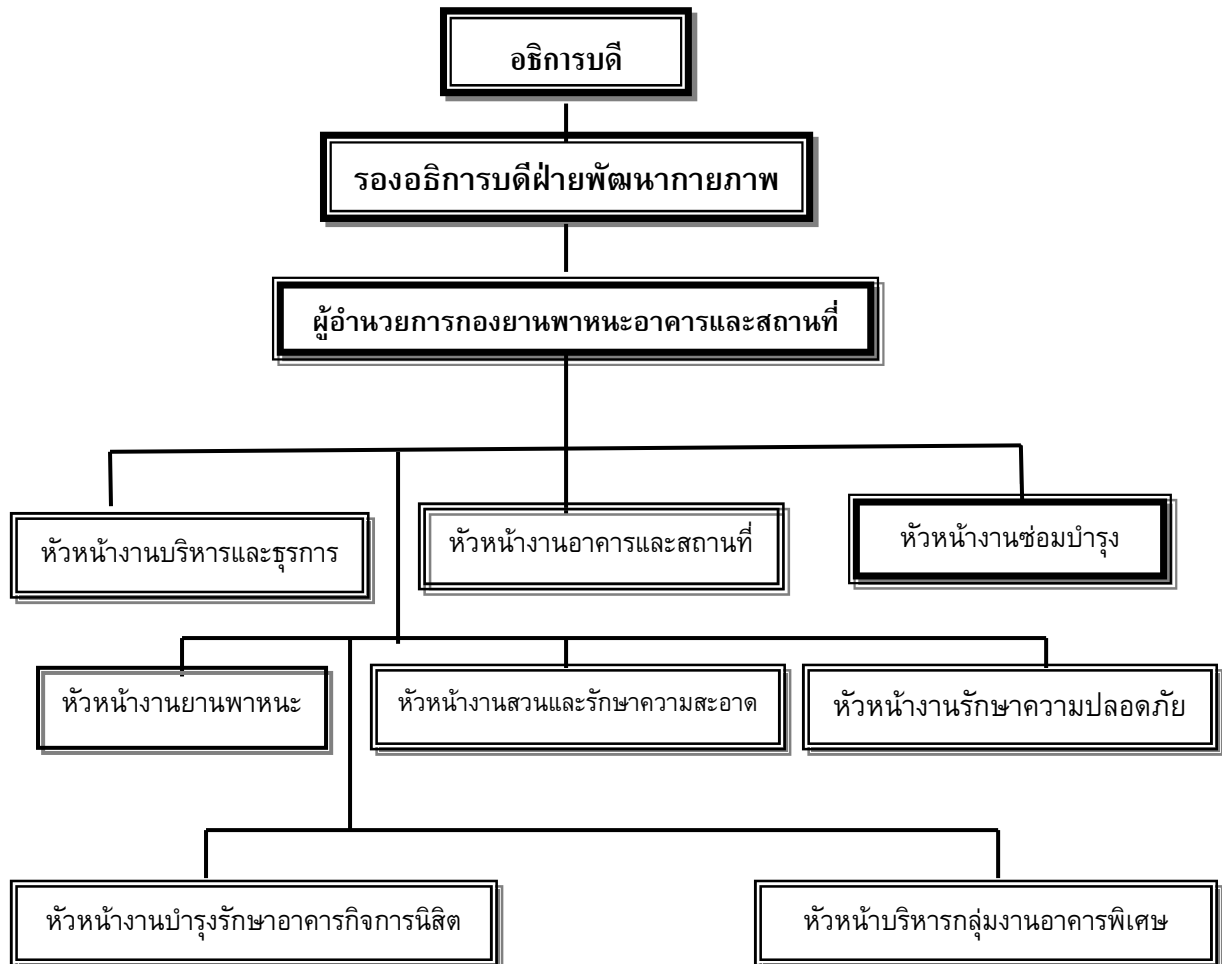 อธิการบดี
รองอธิการบดีฝ่ายพัฒนากายภาพ
ผู้อำนวยการกองยานพาหนะอาคารและสถานที่
หัวหน้างานบริหารและธุรการ
หัวหน้างานอาคารและสถานที่
หัวหน้างานซ่อมบำรุง
หัวหน้างานยานพาหนะ
หัวหน้างานสวนและรักษาความสะอาด
หัวหน้างานรักษาความปลอดภัย
หัวหน้างานบำรุงรักษาอาคารกิจการนิสิต
หัวหน้าบริหารกลุ่มงานอาคารพิเศษ